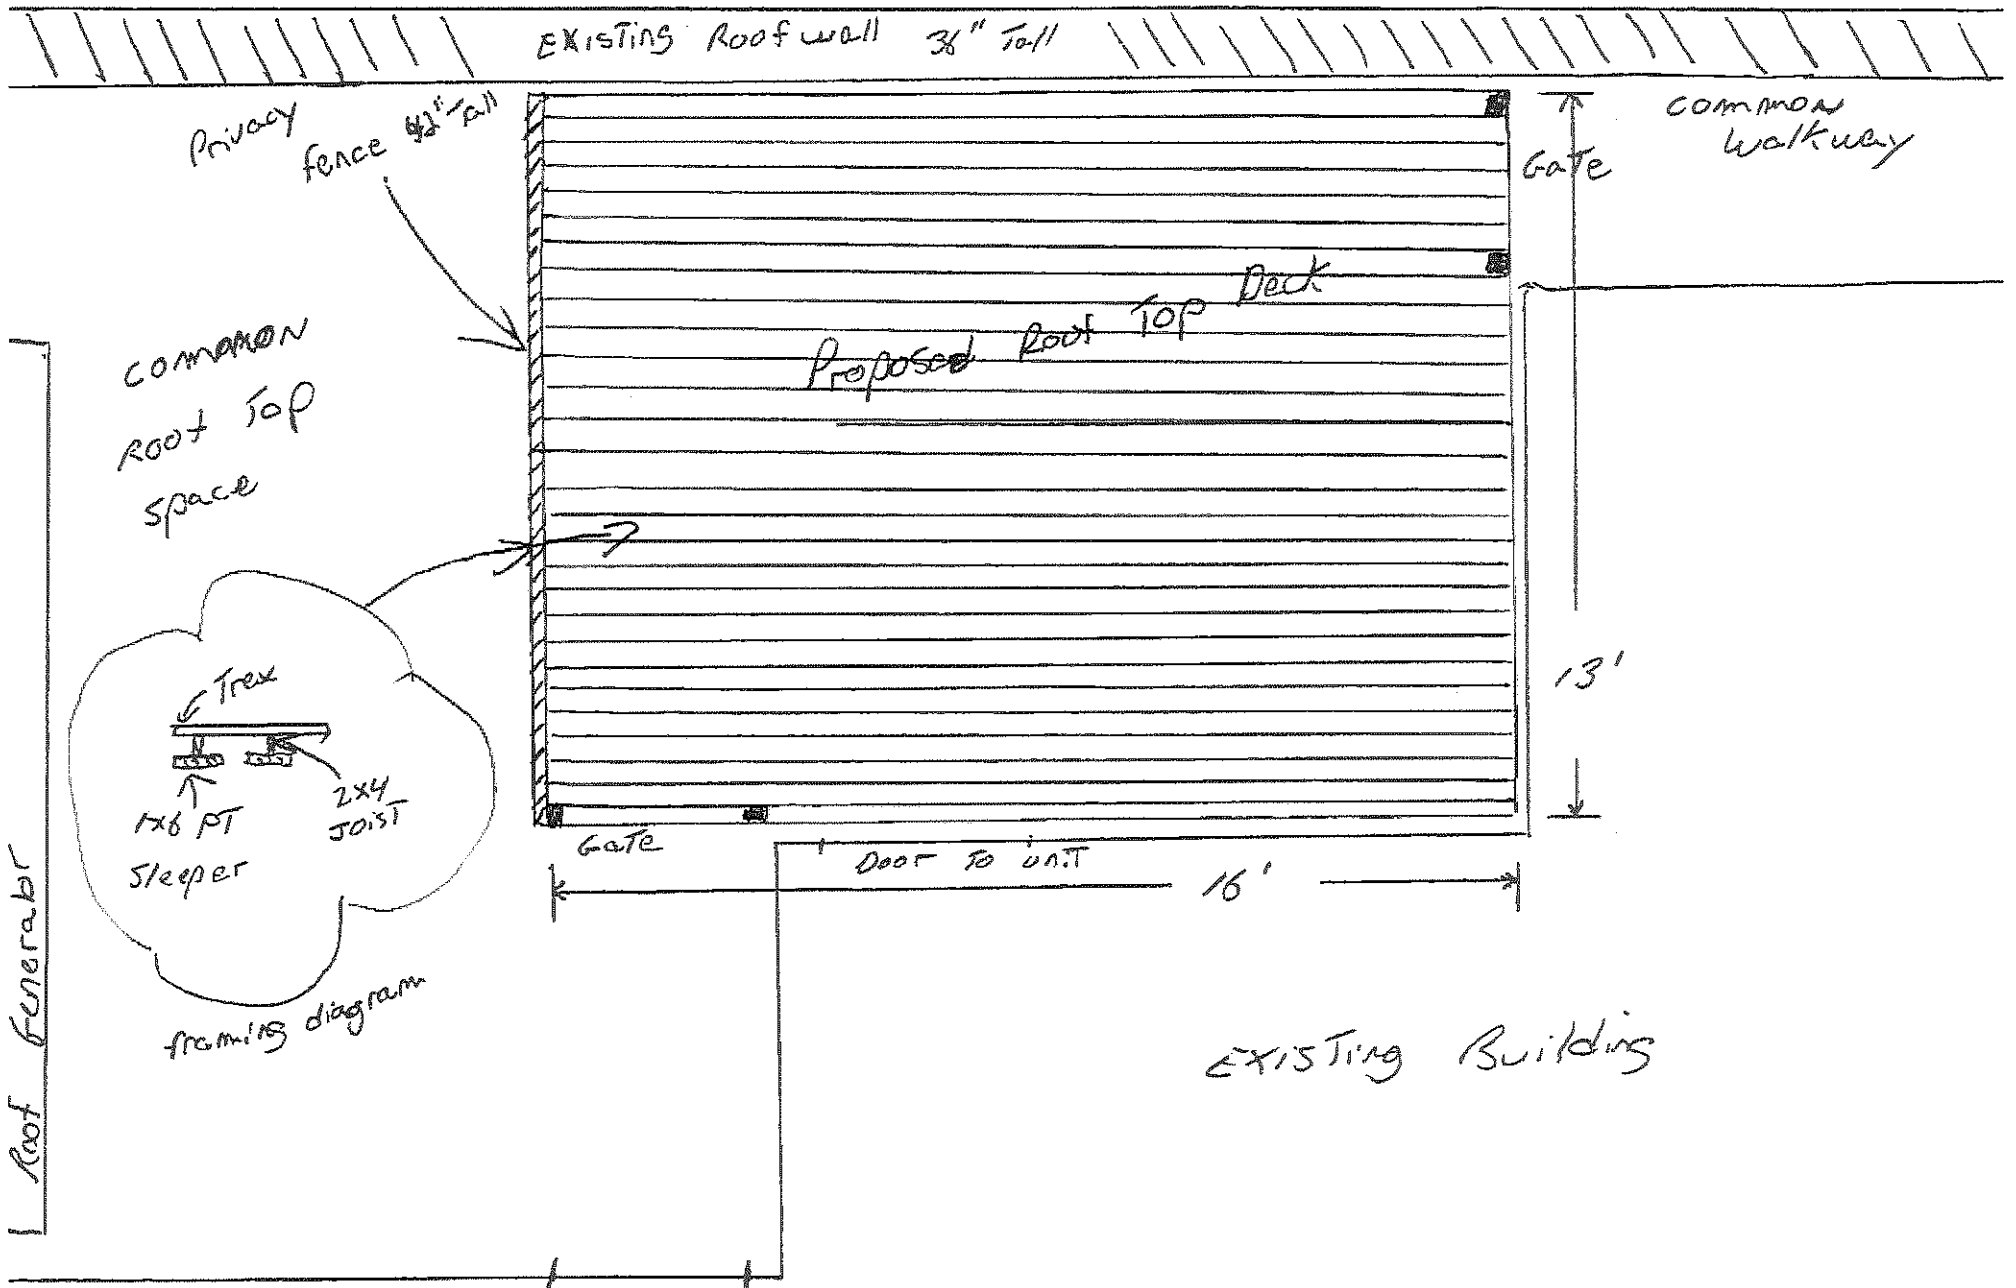 EXISTING Roof wall 36" Tall
Privacy
fence 42" Tall
common
walkway
GaTe
Proposed Roof Top Deck
common
Roof Top
space
Trex
13'
2x4
JOIST
1x6 PT
Sleeper
GaTe
Door To uniT
16'
framing diagram
Roof Generator
EXISTing Building